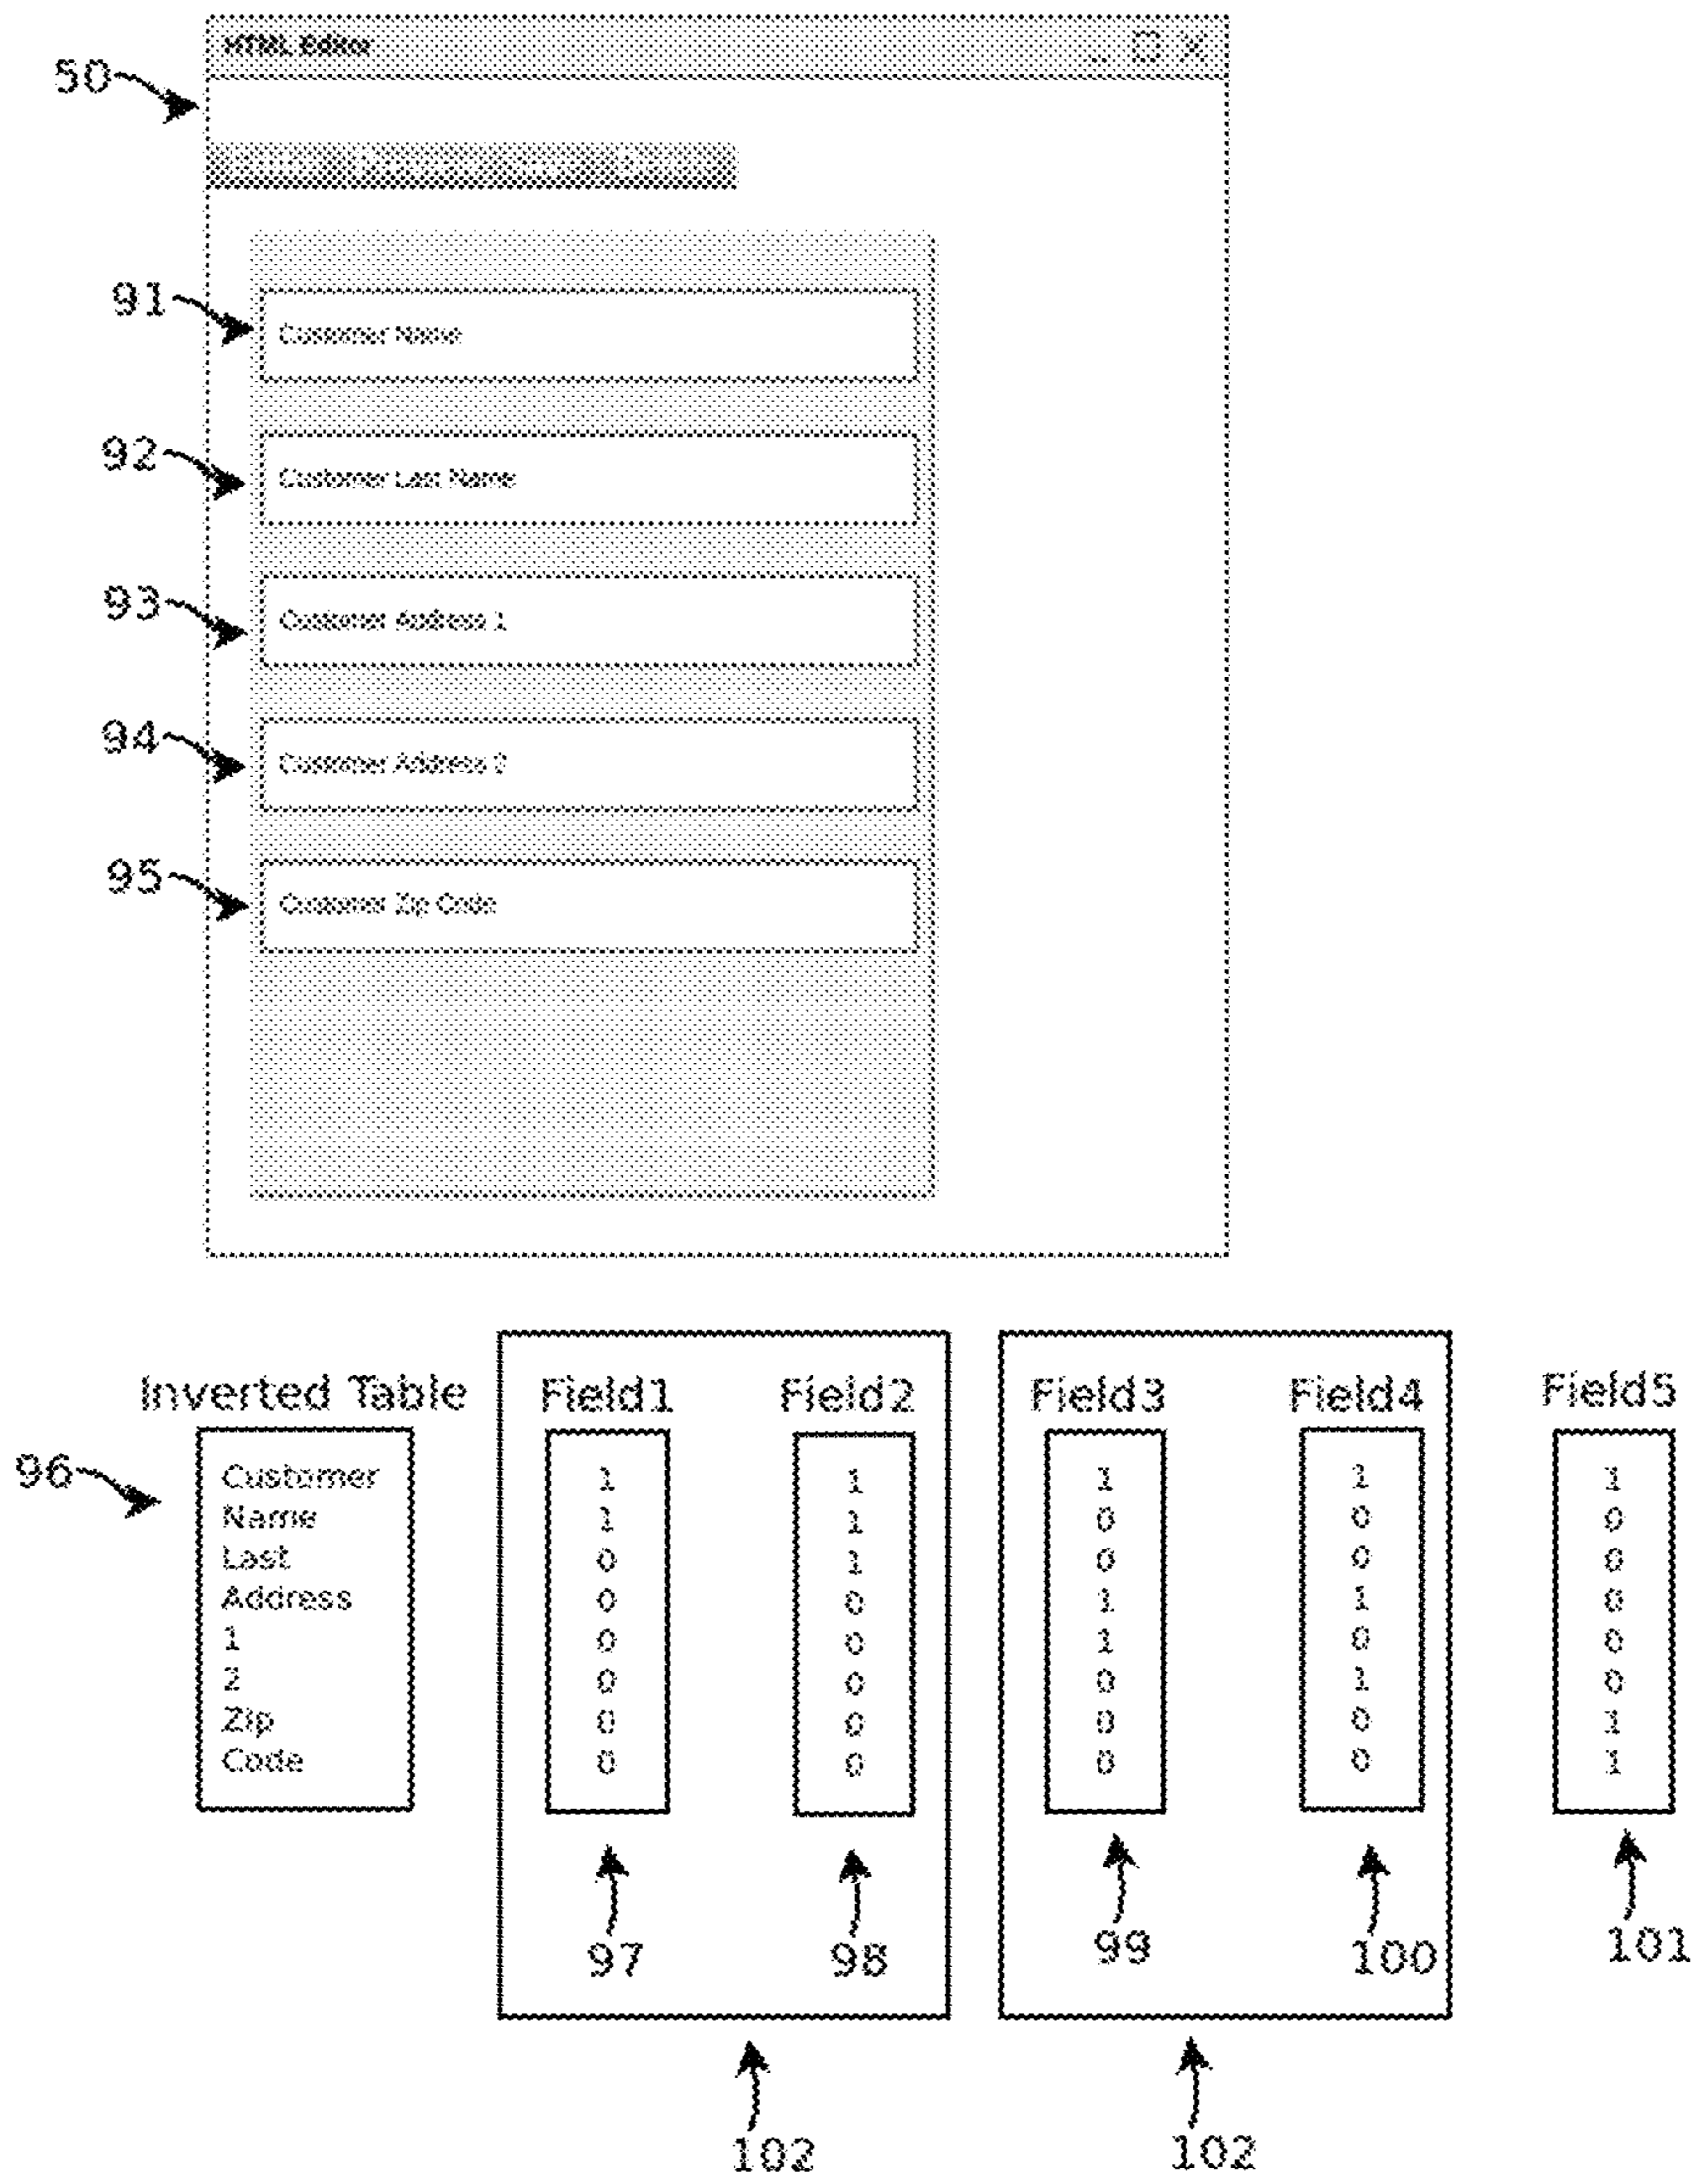 HTML Editor
50
91
Customer Name
92
Customer Last Name
93
Customer Address 1
94
Customer Address 2
95
Customer Zip Code
Inverted Table Field1 Field2 Field3 Field4 Field5
96
Customer 1 1 1 1 1
Name 1 1 0 0 0
Last 0 1 0 0 0
Address 0 0 1 1 0
1 0 0 1 0 0
2 0 0 0 1 0
Zip 0 0 0 0 1
Code 0 0 0 0 1
97 98 99 100 101
102 102